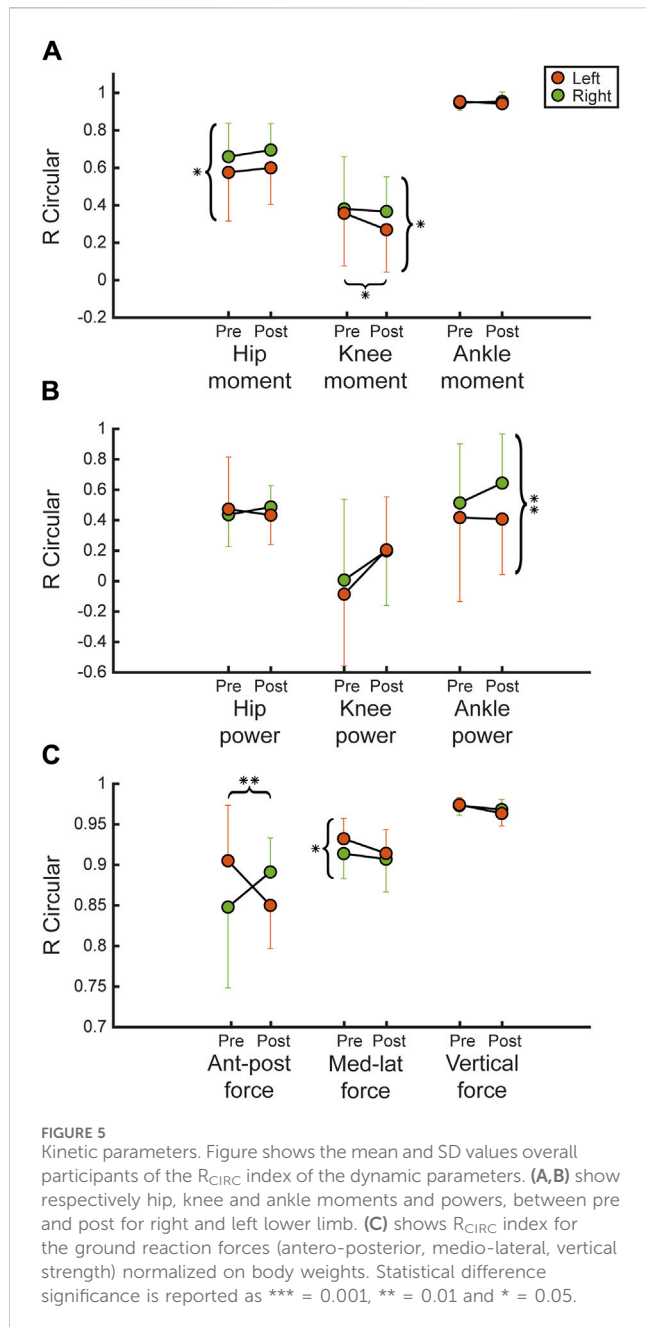 A
Left
Right
R Circular
1
0.8
0.6
0.4
0.2
0
-0.2
*
*
*
Pre Post Pre Post Pre Post
Hip moment Knee moment Ankle moment
B
R Circular
1
0.8
0.6
0.4
0.2
0
-0.2
-0.4
-0.6
**
Pre Post Pre Post Pre Post
Hip power Knee power Ankle power
C
R Circular
1
0.95
0.9
0.85
0.8
0.75
0.7
**
*
Pre Post Pre Post Pre Post
Ant-post force Med-lat force Vertical force
FIGURE 5
Kinetic parameters. Figure shows the mean and SD values overall
participants of the R_CIRC index of the dynamic parameters. (A,B) show
respectively hip, knee and ankle moments and powers, between pre
and post for right and left lower limb. (C) shows R_CIRC index for
the ground reaction forces (antero-posterior, medio-lateral, vertical
strength) normalized on body weights. Statistical difference
significance is reported as *** = 0.001, ** = 0.01 and * = 0.05.